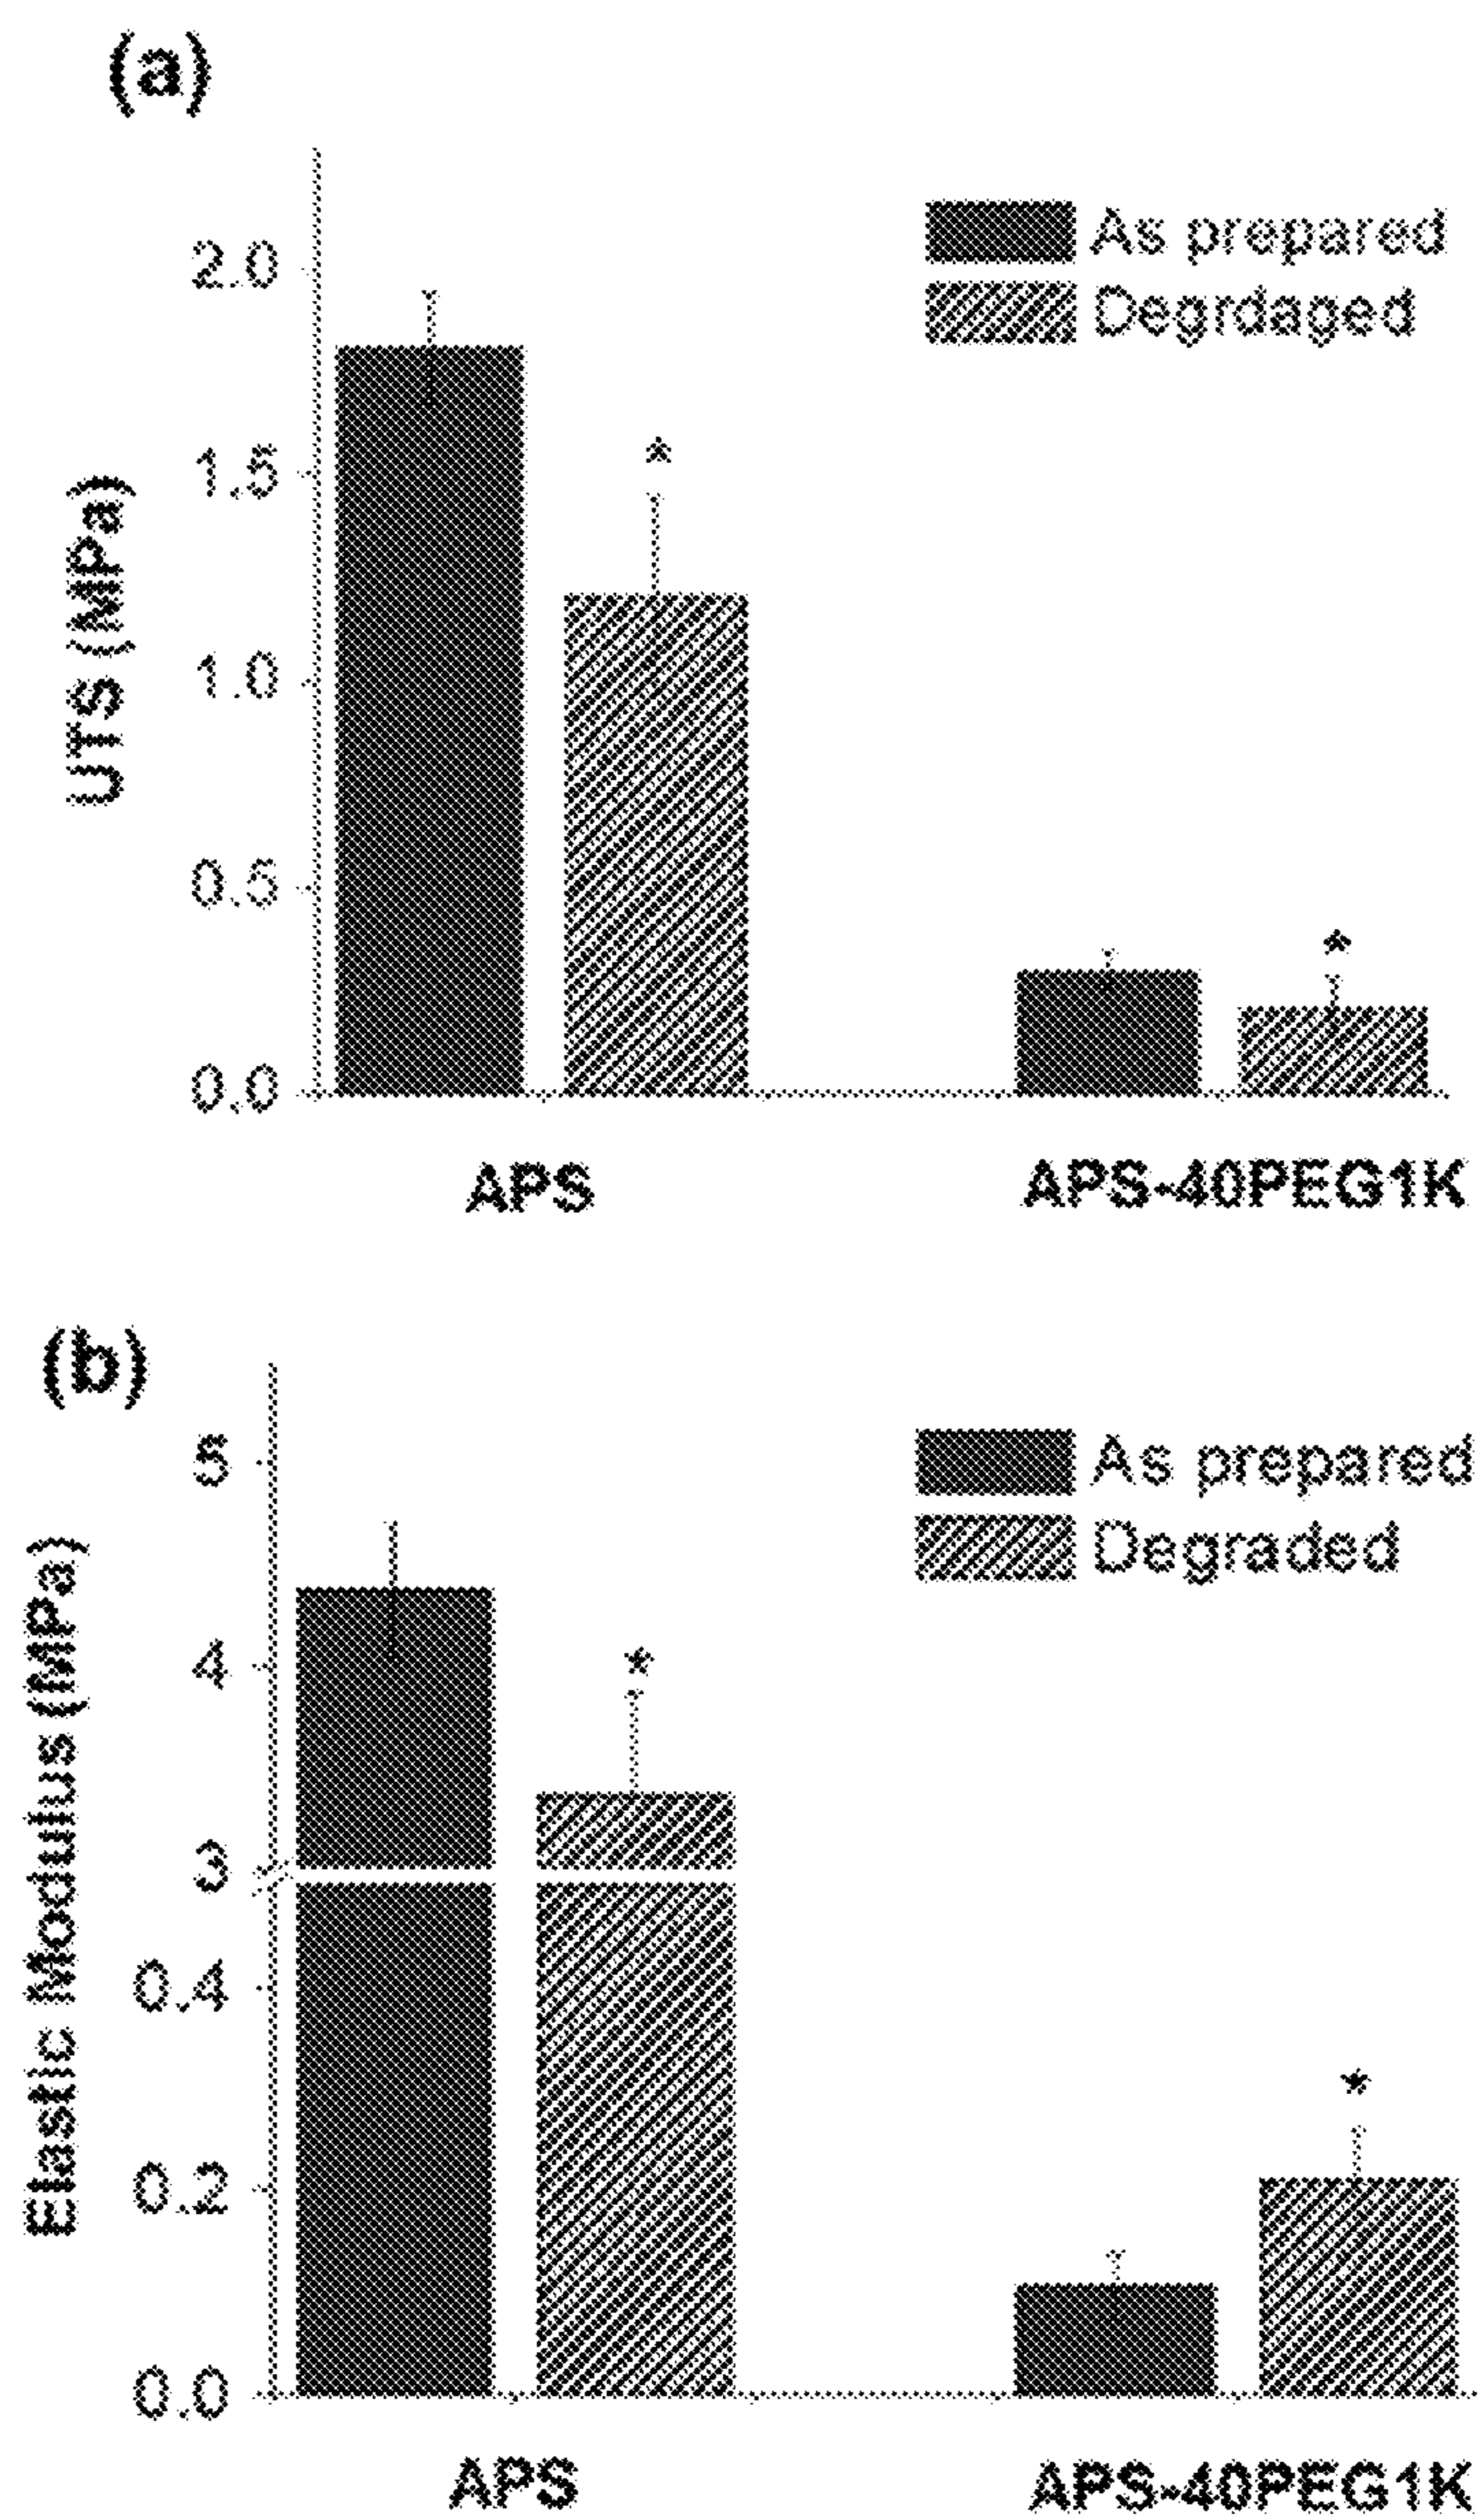 (a)
UTS (MPa)
2.0
1.5
1.0
0.5
0.0
As prepared
Degrdaged
*
*
APS
APS-40PEG1K
(b)
Elastic Modulus (MPa)
5
4
3
0.4
0.2
0.0
As prepared
Degraded
*
*
APS
APS-40PEG1K